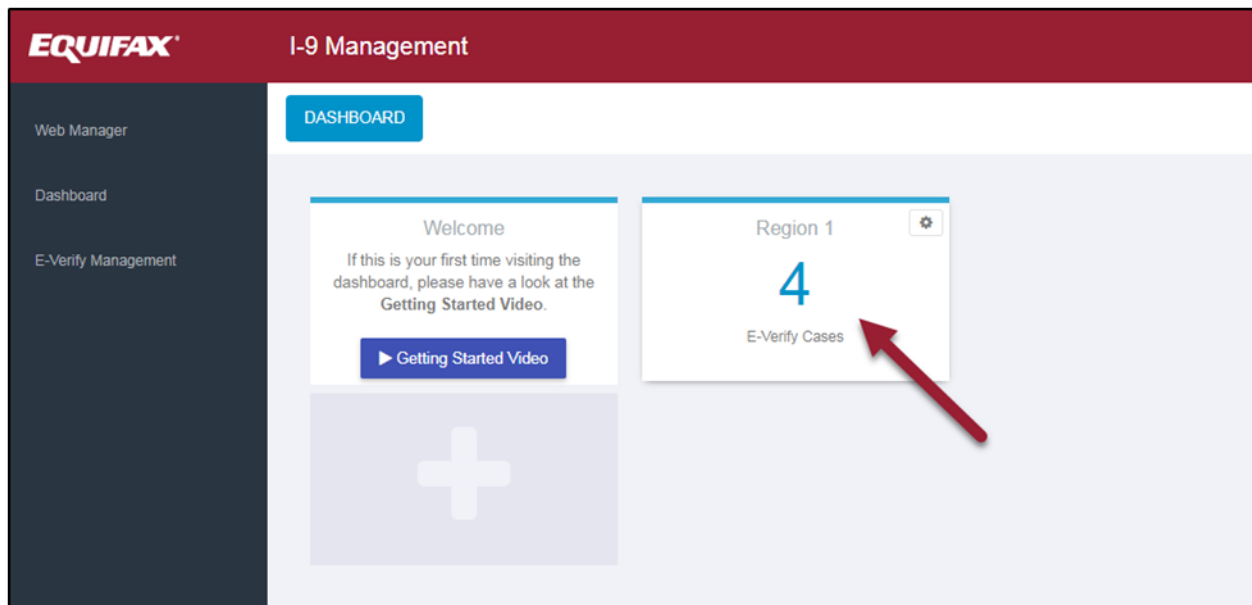 EQUIFAX
I-9 Management
Web Manager
Dashboard
E-Verify Management
DASHBOARD
Welcome
If this is your first time visiting the
dashboard, please have a look at the
Getting Started Video.
Getting Started Video
Region 1
4
E-Verify Cases